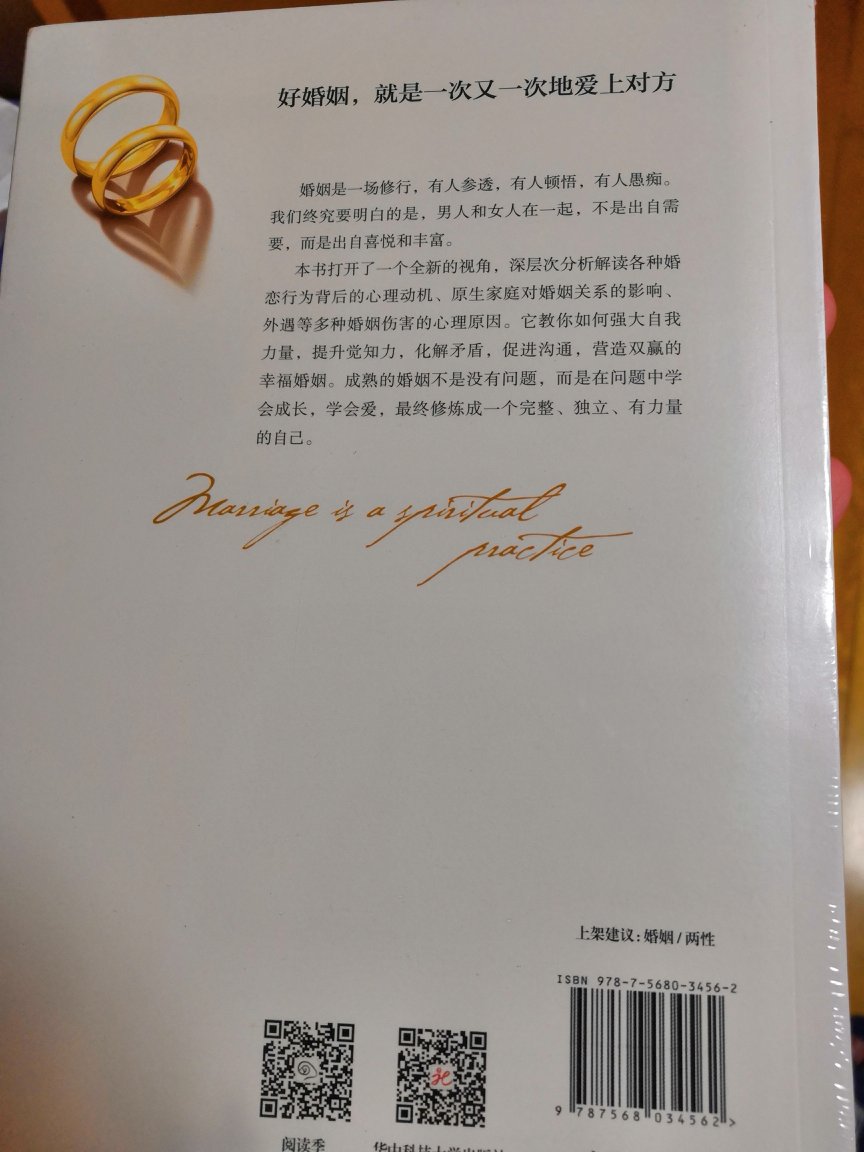 好婚姻，就是一次又一次地爱上对方
婚姻是一场修行，有人参透，有人顿悟，有人愚痴。
我们终究要明白的是，男人和女人在一起，不是出自需
要，而是出自喜悦和丰富。
本书打开了一个全新的视角，深层次分析解读各种婚
恋行为背后的心理动机、原生家庭对婚姻关系的影响、
外遇等多种婚姻伤害的心理原因。它教你如何强大自我
力量，提升觉知力，化解矛盾，促进沟通，营造双赢的
幸福婚姻。成熟的婚姻不是没有问题，而是在问题中学
会成长，学会爱，最终修炼成一个完整、独立、有力量
的自己。
Marriage is a spiritual
practice
上架建议：婚姻/两性
ISBN 978-7-5680-3456-2
9 787568 034562 >
阅读季
华中科技大学出版社